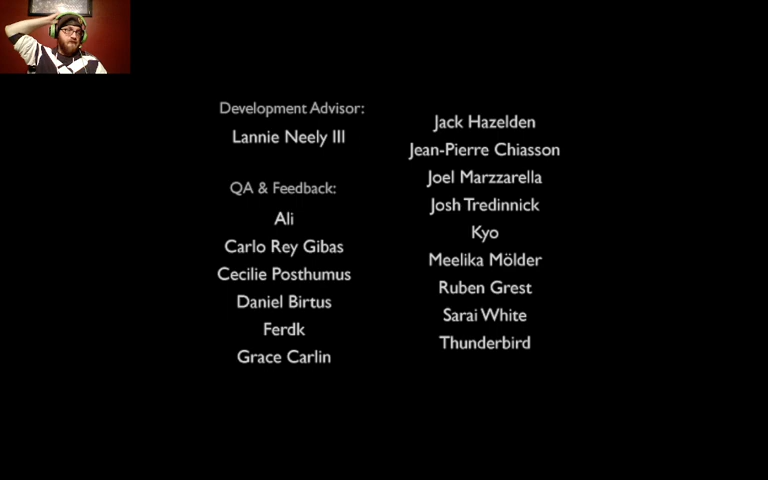 Development Advisor:
Lannie Neely III
QA & Feedback:
Ali
Carlo Rey Gibas
Cecilie Posthumus
Daniel Birtus
Ferdk
Grace Carlin
Jack Hazelden
Jean-Pierre Chiasson
Joel Marzzarella
Josh Tredinnick
Kyo
Meelika Mölder
Ruben Grest
Sarai White
Thunderbird